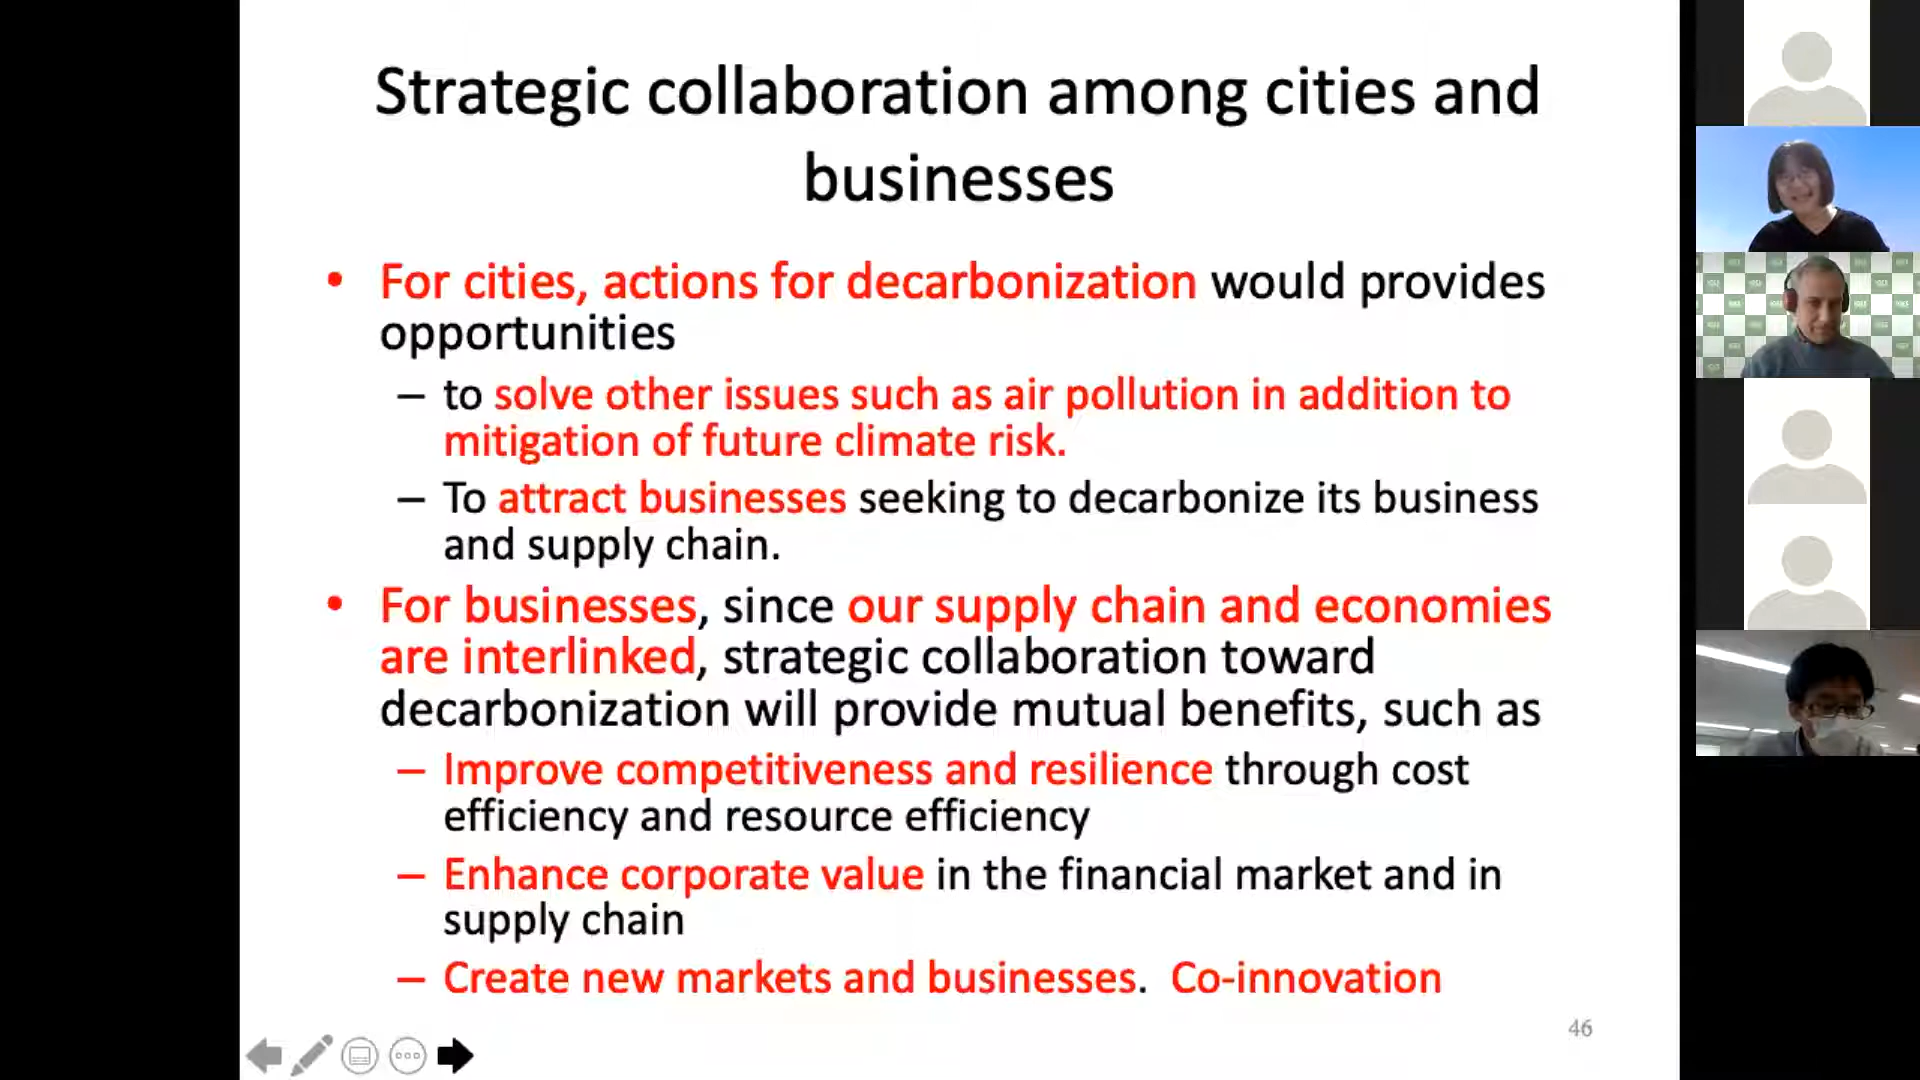 Strategic collaboration among cities and
businesses
• For cities, actions for decarbonization would provides
opportunities
– to solve other issues such as air pollution in addition to
mitigation of future climate risk.
– To attract businesses seeking to decarbonize its business
and supply chain.
• For businesses, since our supply chain and economies
are interlinked, strategic collaboration toward
decarbonization will provide mutual benefits, such as
– Improve competitiveness and resilience through cost
efficiency and resource efficiency
– Enhance corporate value in the financial market and in
supply chain
– Create new markets and businesses. Co-innovation
46